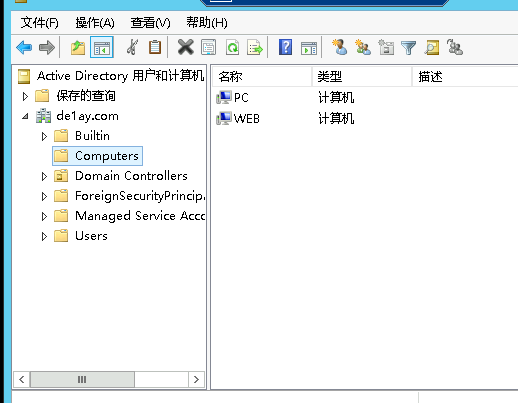 文件(F) 操作(A) 查看(V) 帮助(H)
Active Directory 用户和计算机
保存的查询
de1ay.com
Builtin
Computers
Domain Controllers
ForeignSecurityPrincip
Managed Service Acco
Users
名称 类型 描述
PC 计算机
WEB 计算机